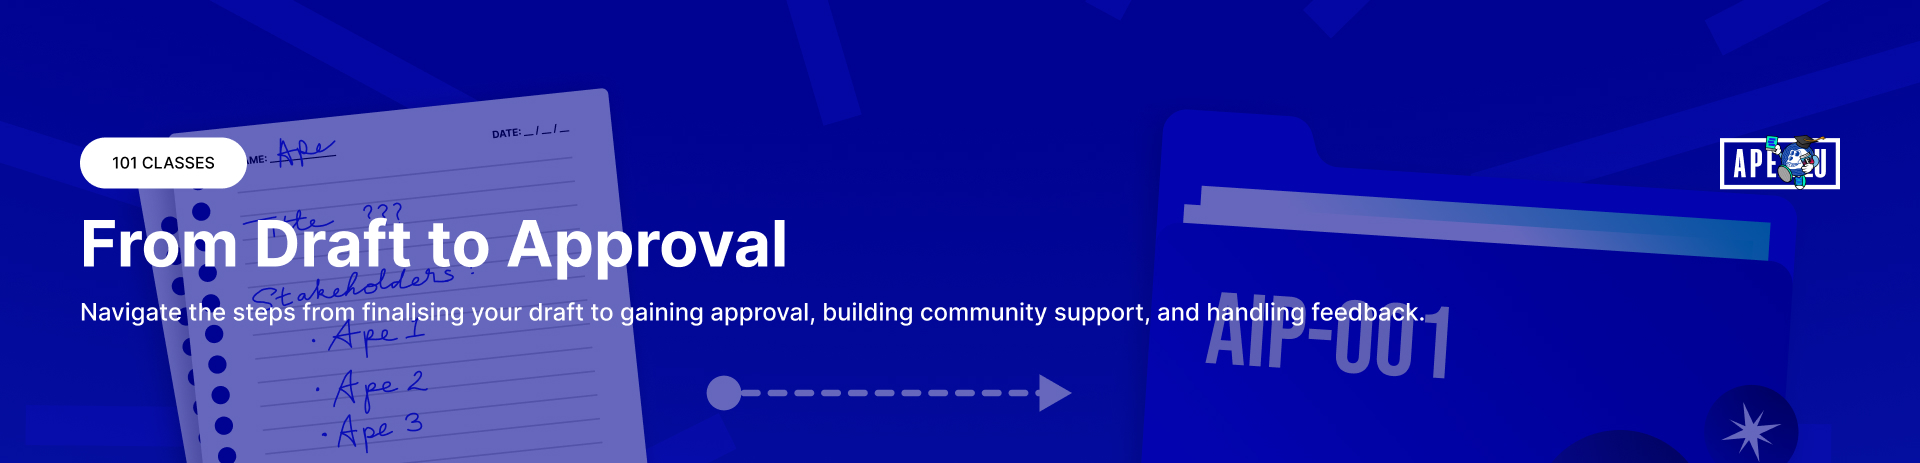 DATE:_/_/_
AME: Ape
101 CLASSES
APE U
Title ???
From Draft to Approval
Stakeholders:
Navigate the steps from finalising your draft to gaining approval, building community support, and handling feedback.
AIP-001
· Ape 1
· Ape 2
· Ape 3